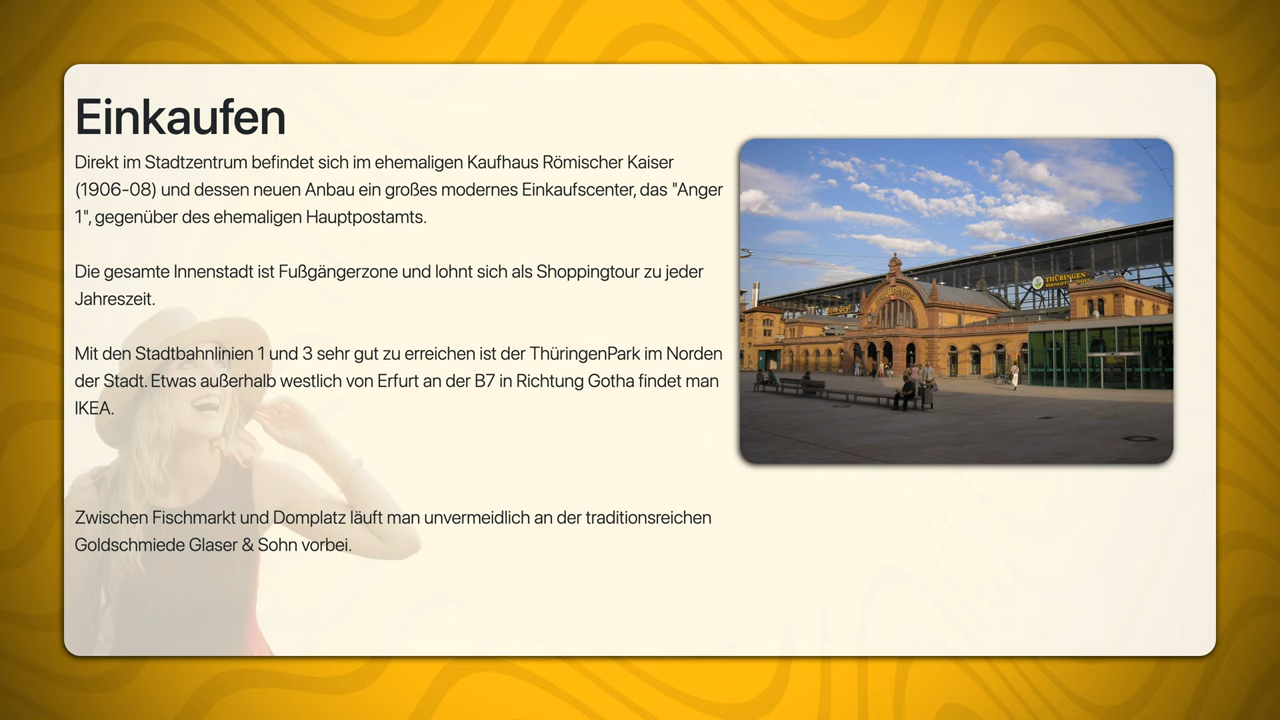 Einkaufen
Direkt im Stadtzentrum befindet sich im ehemaligen Kaufhaus Römischer Kaiser
(1906-08) und dessen neuen Anbau ein großes modernes Einkaufscenter, das "Anger
1", gegenüber des ehemaligen Hauptpostamts.
Die gesamte Innenstadt ist Fußgängerzone und lohnt sich als Shoppingtour zu jeder
Jahreszeit.
Mit den Stadtbahnlinien 1 und 3 sehr gut zu erreichen ist der ThüringenPark im Norden
der Stadt. Etwas außerhalb westlich von Erfurt an der B7 in Richtung Gotha findet man
IKEA.
Zwischen Fischmarkt und Domplatz läuft man unvermeidlich an der traditionsreichen
Goldschmiede Glaser & Sohn vorbei.
THÜRINGEN-